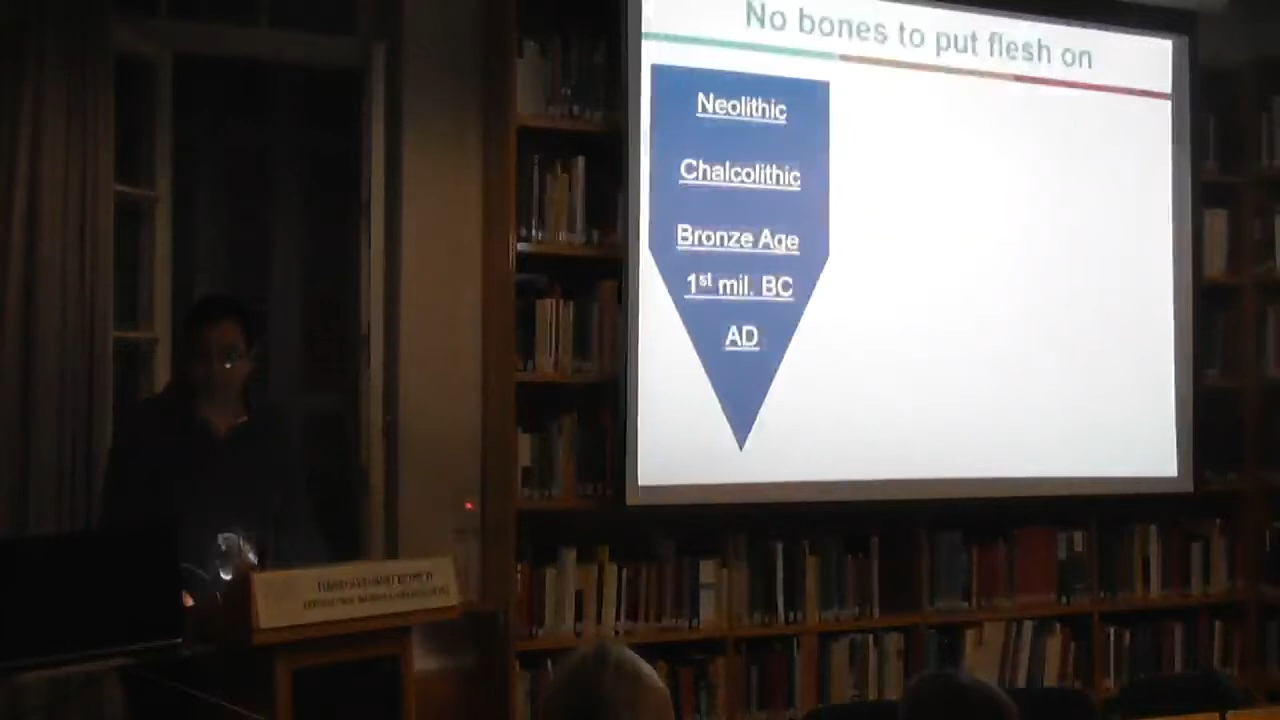 No bones to put flesh on
Neolithic
Chalcolithic
Bronze Age
1st mil. BC
AD